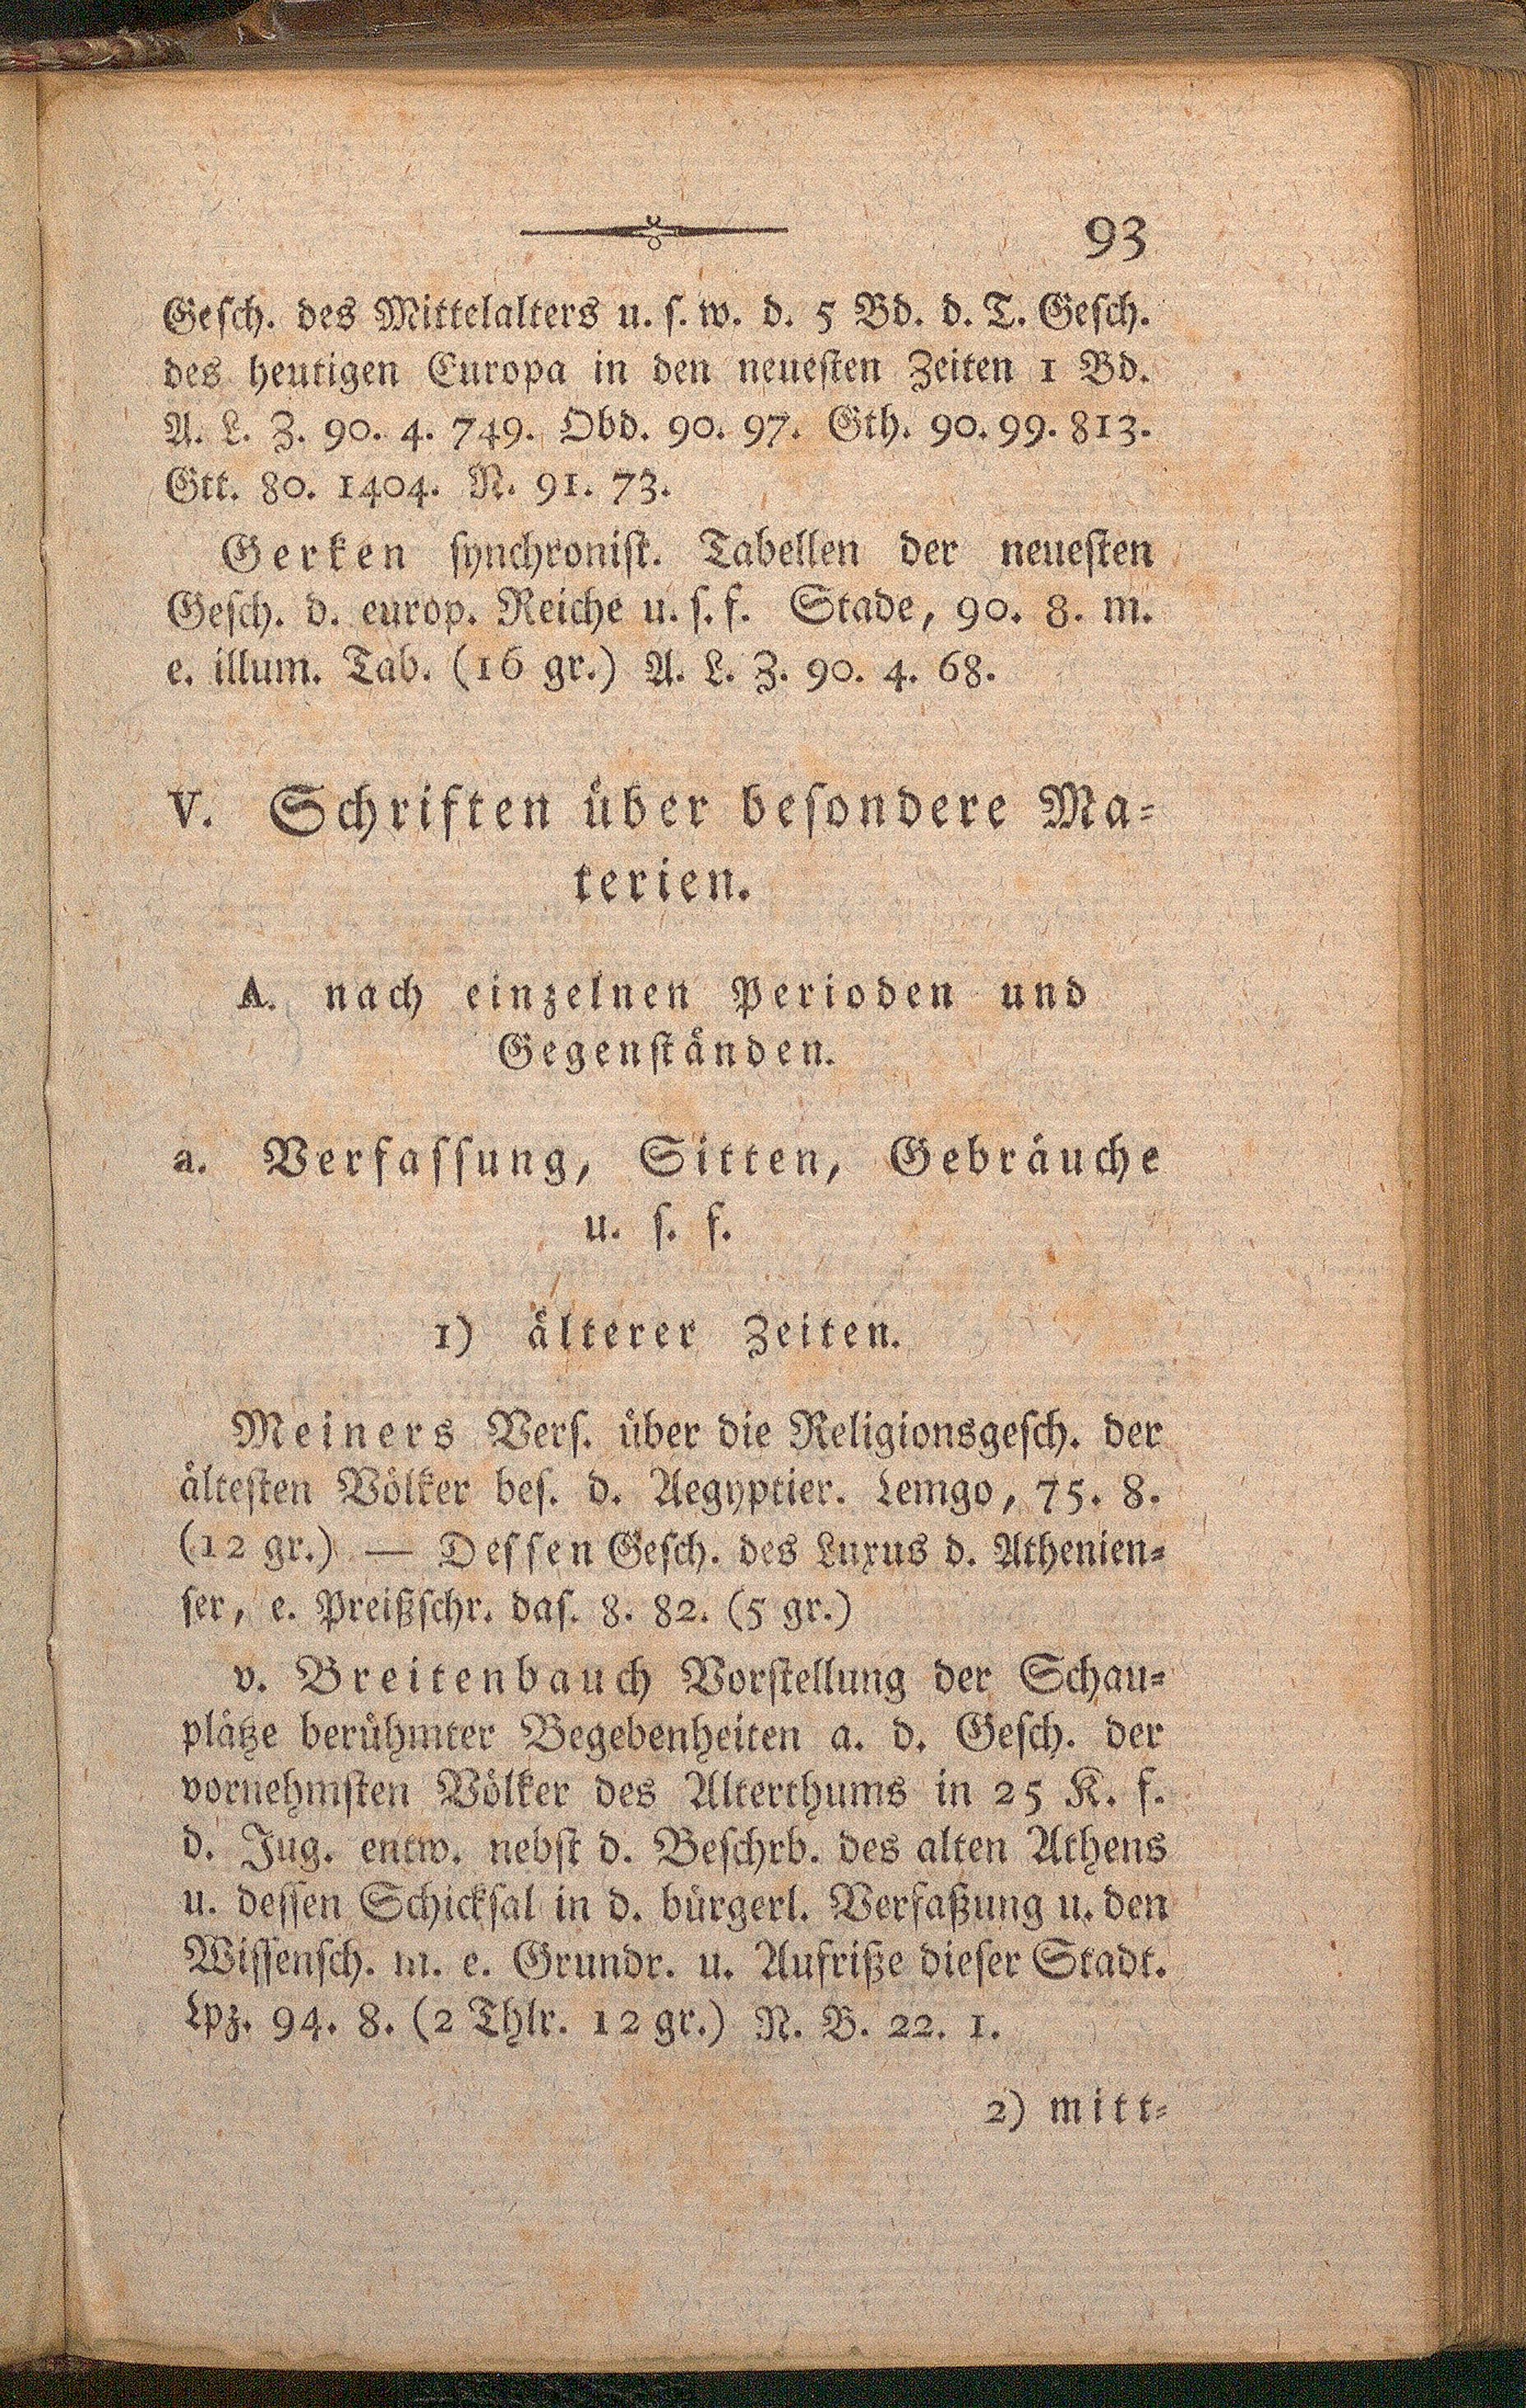 93
Gesch. des Mittelalters u. s. w. d. 5 Bd. d. T. Gesch.
des heutigen Europa in den neuesten Zeiten 1 Bd.
A. L. Z. 90. 4. 749. Obd. 90. 97. Gth. 90. 99. 813.
Gtt. 80. 1404. N. 91. 73.
Gerken synchronist. Tabellen der neuesten
Gesch. d. europ. Reiche u. s. f. Stade, 90. 8. m.
e. illum. Tab. (16 gr.) A. L. Z. 90. 4. 68.
V. Schriften über besondere Ma-
terien.
A. nach einzelnen Perioden und
Gegenständen.
a. Verfassung, Sitten, Gebräuche
u. s. f.
1) älterer Zeiten.
Meiners Vers. über die Religionsgesch. der
ältesten Völker bes. d. Aegyptier. Lemgo, 75. 8.
(12 gr.) — Dessen Gesch. des Luxus d. Athenien-
ser, e. Preißschr. das. 8. 82. (5 gr.)
v. Breitenbauch Vorstellung der Schau-
plätze berühmter Begebenheiten a. d. Gesch. der
vornehmsten Völker des Alterthums in 25 K. f.
d. Jug. entw. nebst d. Beschrb. des alten Athens
u. dessen Schicksal in d. bürgerl. Verfaßung u. den
Wissensch. m. e. Grundr. u. Aufriße dieser Stadt.
Lpz. 94. 8. (2 Thlr. 12 gr.) N. B. 22. 1.
2) mitt-